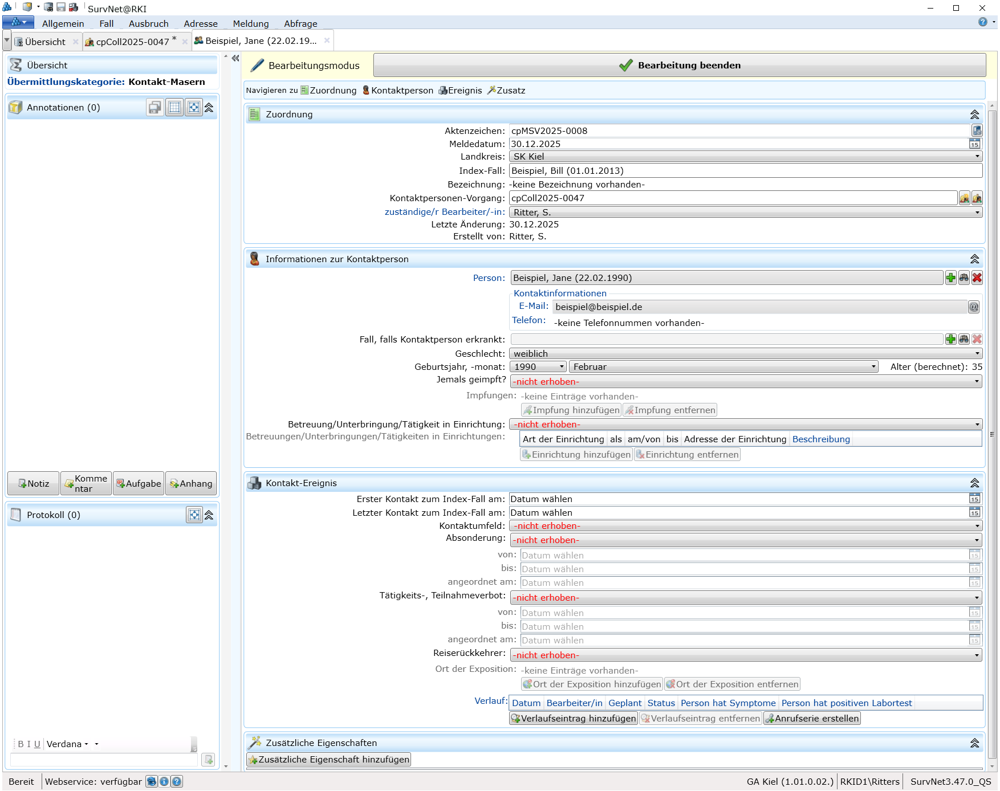 SurvNet@RKI
Allgemein Fall Ausbruch Adresse Meldung Abfrage
Übersicht cpColl2025-0047 * Beispiel, Jane (22.02.19...
Übersicht
Übermittlungskategorie: Kontakt-Masern
Annotationen (0)
Notiz Kommentar Aufgabe Anhang
Protokoll (0)
B I U Verdana
Bearbeitungsmodus Bearbeitung beenden
Navigieren zu Zuordnung Kontaktperson Ereignis Zusatz
Zuordnung
Aktenzeichen: cpMSV2025-0008
Meldedatum: 30.12.2025 15
Landkreis: SK Kiel
Index-Fall: Beispiel, Bill (01.01.2013)
Bezeichnung: -keine Bezeichnung vorhanden-
Kontaktpersonen-Vorgang: cpColl2025-0047
zuständige/r Bearbeiter/-in: Ritter, S.
Letzte Änderung: 30.12.2025
Erstellt von: Ritter, S.
Informationen zur Kontaktperson
Person: Beispiel, Jane (22.02.1990)
Kontaktinformationen
E-Mail: beispiel@beispiel.de @
Telefon: -keine Telefonnummen vorhanden-
Fall, falls Kontaktperson erkrankt:
Geschlecht: weiblich
Geburtsjahr, -monat: 1990 Februar Alter (berechnet): 35
Jemals geimpft? -nicht erhoben-
Impfungen: -keine Einträge vorhanden-
Impfung hinzufügen Impfung entfernen
Betreuung/Unterbringung/Tätigkeit in Einrichtung: -nicht erhoben-
Betreuungen/Unterbringungen/Tätigkeiten in Einrichtungen: Art der Einrichtung als am/von bis Adresse der Einrichtung Beschreibung
Einrichtung hinzufügen Einrichtung entfernen
Kontakt-Ereignis
Erster Kontakt zum Index-Fall am: Datum wählen 15
Letzter Kontakt zum Index-Fall am: Datum wählen 15
Kontaktumfeld: -nicht erhoben-
Absonderung: -nicht erhoben-
von: Datum wählen 15
bis: Datum wählen 15
angeordnet am: Datum wählen 15
Tätigkeits-, Teilnahmeverbot: -nicht erhoben-
von: Datum wählen 15
bis: Datum wählen 15
angeordnet am: Datum wählen 15
Reiserückkehrer: -nicht erhoben-
Ort der Exposition: -keine Einträge vorhanden-
Ort der Exposition hinzufügen Ort der Exposition entfernen
Verlauf: Datum Bearbeiter/in Geplant Status Person hat Symptome Person hat positiven Labortest
Verlaufseintrag hinzufügen Verlaufseintrag entfernen Anrufserie erstellen
Zusätzliche Eigenschaften
Zusätzliche Eigenschaft hinzufügen
Bereit Webservice: verfügbar GA Kiel (1.01.0.02.) RKID1\Ritters SurvNet3.47.0_QS